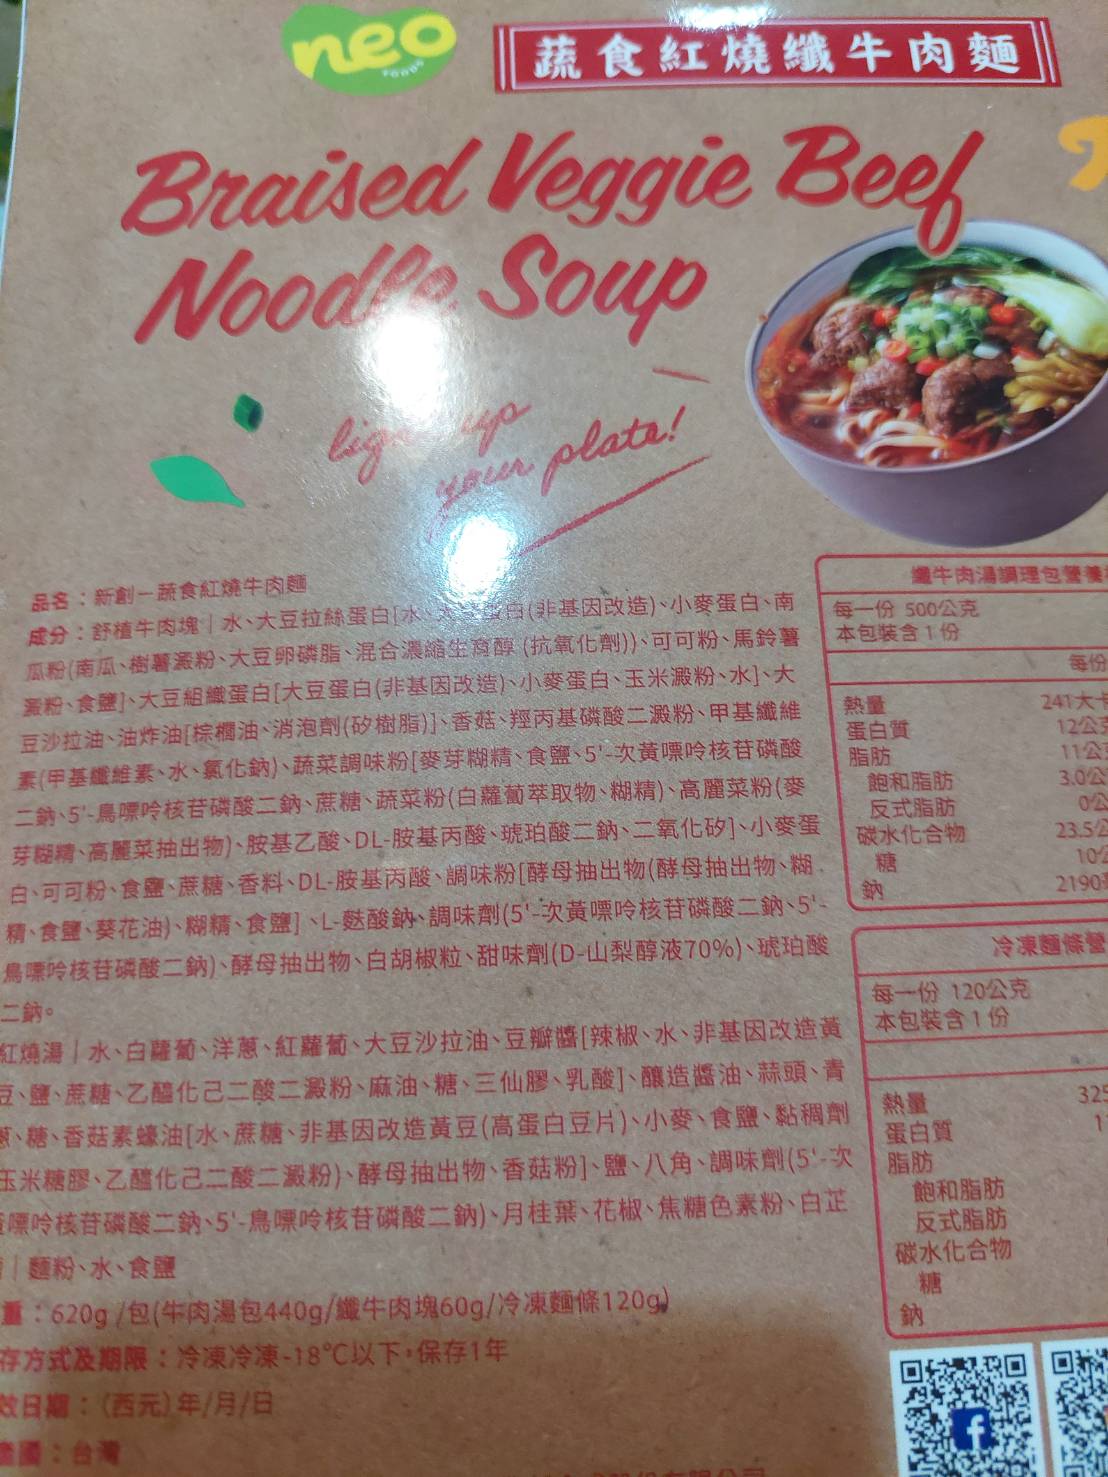 neo
FOODS
蔬食紅燒纖牛肉麵
Braised Veggie Beef
Noodle Soup
up
your plate!
品名：新創一蔬食紅燒牛肉麵
成分：舒植牛肉塊｜水、大豆拉絲蛋白[水、大豆蛋白(非基因改造)、小麥蛋白、南
瓜粉(南瓜、樹薯澱粉、大豆卵磷脂、混合濃縮生育醇 (抗氧化劑))、可可粉、馬鈴薯
澱粉、食鹽]、大豆組織蛋白[大豆蛋白(非基因改造)、小麥蛋白、玉米澱粉、水]、大
豆沙拉油、油炸油[棕櫚油、消泡劑(矽樹脂)]、香菇、羥丙基磷酸二澱粉、甲基纖維
素(甲基纖維素、水、氯化鈉)、蔬菜調味粉[麥芽糊精、食鹽、5'-次黃嘌呤核苷磷酸
二鈉、5'-鳥嘌呤核苷磷酸二鈉、蔗糖、蔬菜粉(白蘿蔔萃取物、糊精)、高麗菜粉(麥
芽糊精、高麗菜抽出物)、胺基乙酸、DL-胺基丙酸、琥珀酸二鈉、二氧化矽]、小麥蛋
白、可可粉、食鹽、蔗糖、香料、DL-胺基丙酸、調味粉[酵母抽出物(酵母抽出物、糊
精、食鹽、葵花油)、糊精、食鹽]、L-麩酸鈉、調味劑(5'-次黃嘌呤核苷磷酸二鈉、5'-
鳥嘌呤核苷磷酸二鈉)、酵母抽出物、白胡椒粒、甜味劑(D-山梨醇液70%)、琥珀酸
二鈉。
紅燒湯｜水、白蘿蔔、洋蔥、紅蘿蔔、大豆沙拉油、豆瓣醬[辣椒、水、非基因改造黃
豆、鹽、蔗糖、乙醯化己二酸二澱粉、麻油、糖、三仙膠、乳酸]、釀造醬油、蒜頭、青
蔥、糖、香菇素蠔油[水、蔗糖、非基因改造黃豆(高蛋白豆片)、小麥、食鹽、黏稠劑
玉米糖膠、乙醯化己二酸二澱粉)、酵母抽出物、香菇粉]、鹽、八角、調味劑(5'-次
嘌呤核苷磷酸二鈉、5'-鳥嘌呤核苷磷酸二鈉)、月桂葉、花椒、焦糖色素粉、白芷
｜麵粉、水、食鹽
重：620g /包(牛肉湯包440g/纖牛肉塊60g/冷凍麵條120g)
存方式及期限：冷凍冷凍-18°C以下，保存1年
效日期：(西元)年/月/日
台灣
纖牛肉湯調理包營養
每一份 500公克
本包裝含1份
每份
熱量 241大卡
蛋白質 12公克
脂肪 11公
飽和脂肪 3.0公
反式脂肪 0公
碳水化合物 23.5公
糖 10公
鈉 2190
冷凍麵條營
每一份 120公克
本包裝含1份
熱量 325
蛋白質
脂肪
飽和脂肪
反式脂肪
碳水化合物
糖
鈉